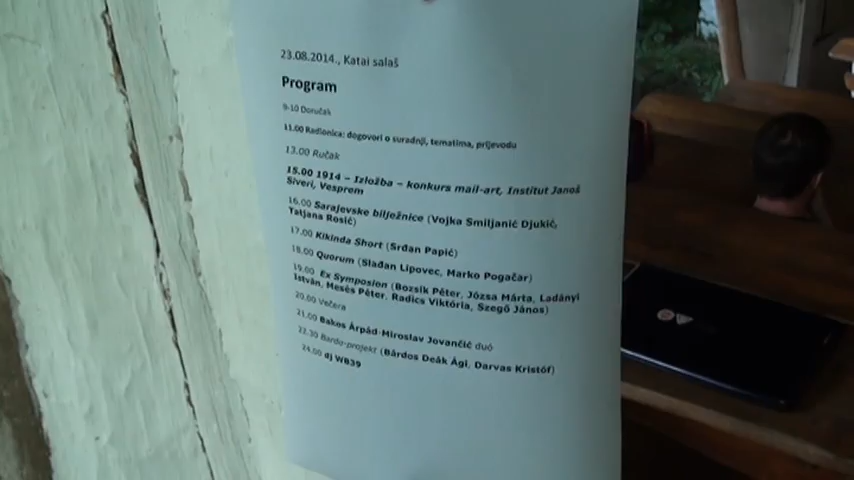 23.08.2014., Katai salaš
Program
9-10 Doručak
11.00 Radionica: dogovori o suradnji, tematima, prijevodu
13.00 Ručak
15.00 1914 – Izložba – konkurs mail-art, Institut Janoš
Siveri, Vesprem
16.00 Sarajevske bilježnice (Vojka Smiljanić Djukić,
Tatjana Rosić)
17.00 Kikinda Short (Srđan Papić)
18.00 Quorum (Slađan Lipovec, Marko Pogačar)
19.00 Ex Symposion (Bozsik Péter, Józsa Márta, Ladányi
István, Mesés Péter, Radics Viktória, Szegő János)
20.00 Večera
21.00 Bakos Árpád-Miroslav Jovančić duó
22.30 Bardo-projekt (Bárdos Deák Ági, Darvas Kristóf)
24.00 dj WB39